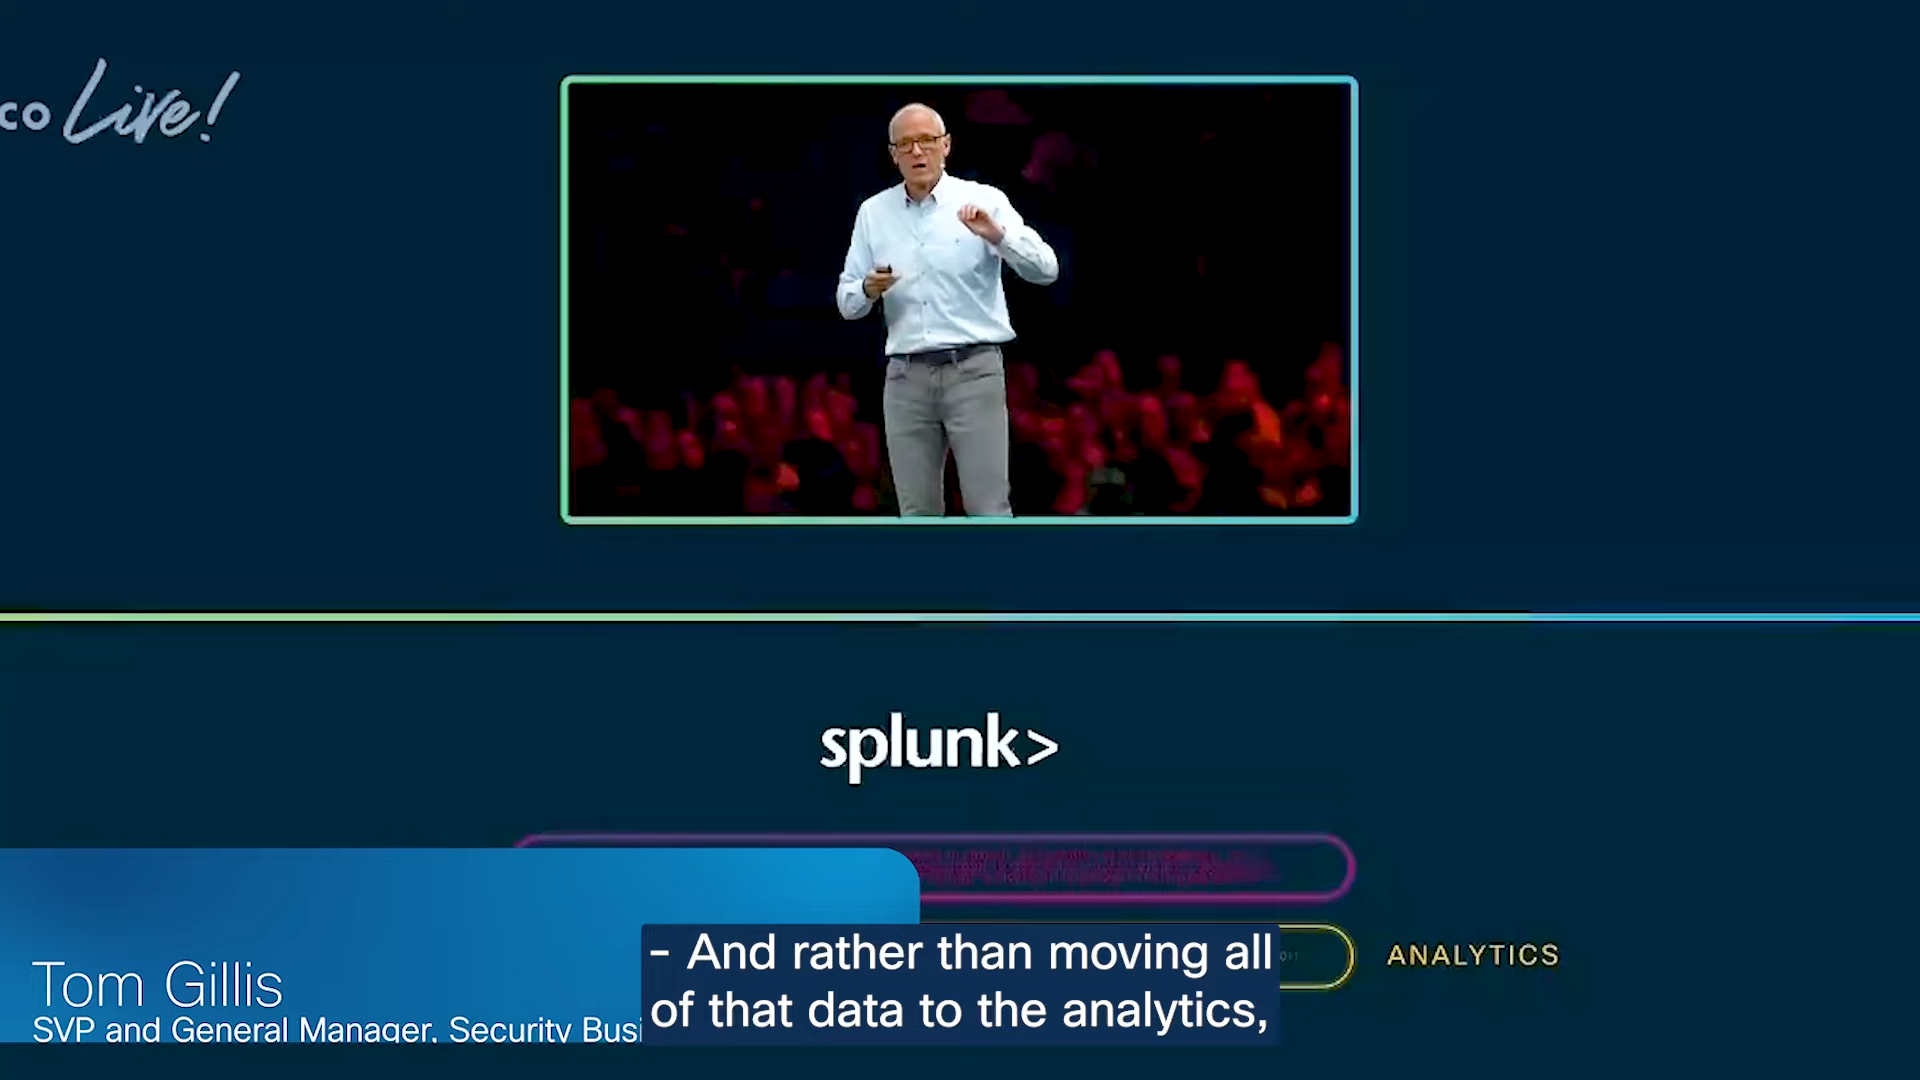 co Live!
splunk>
ANALYTICS
Tom Gillis
SVP and General Manager, Security Busi
- And rather than moving all
of that data to the analytics,